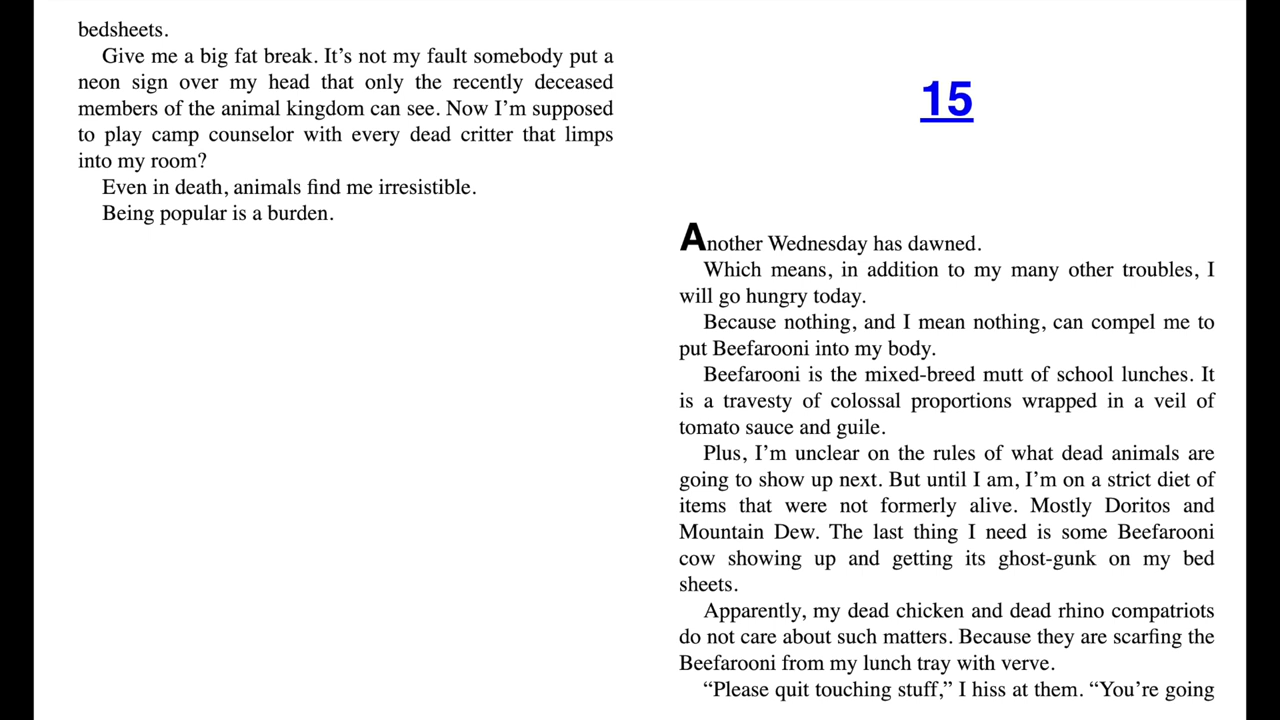 bedsheets.
Give me a big fat break. It’s not my fault somebody put a
neon sign over my head that only the recently deceased
members of the animal kingdom can see. Now I’m supposed
to play camp counselor with every dead critter that limps
into my room?
Even in death, animals find me irresistible.
Being popular is a burden.
15
Another Wednesday has dawned.
Which means, in addition to my many other troubles, I
will go hungry today.
Because nothing, and I mean nothing, can compel me to
put Beefarooni into my body.
Beefarooni is the mixed-breed mutt of school lunches. It
is a travesty of colossal proportions wrapped in a veil of
tomato sauce and guile.
Plus, I’m unclear on the rules of what dead animals are
going to show up next. But until I am, I’m on a strict diet of
items that were not formerly alive. Mostly Doritos and
Mountain Dew. The last thing I need is some Beefarooni
cow showing up and getting its ghost-gunk on my bed
sheets.
Apparently, my dead chicken and dead rhino compatriots
do not care about such matters. Because they are scarfing the
Beefarooni from my lunch tray with verve.
“Please quit touching stuff,” I hiss at them. “You’re going